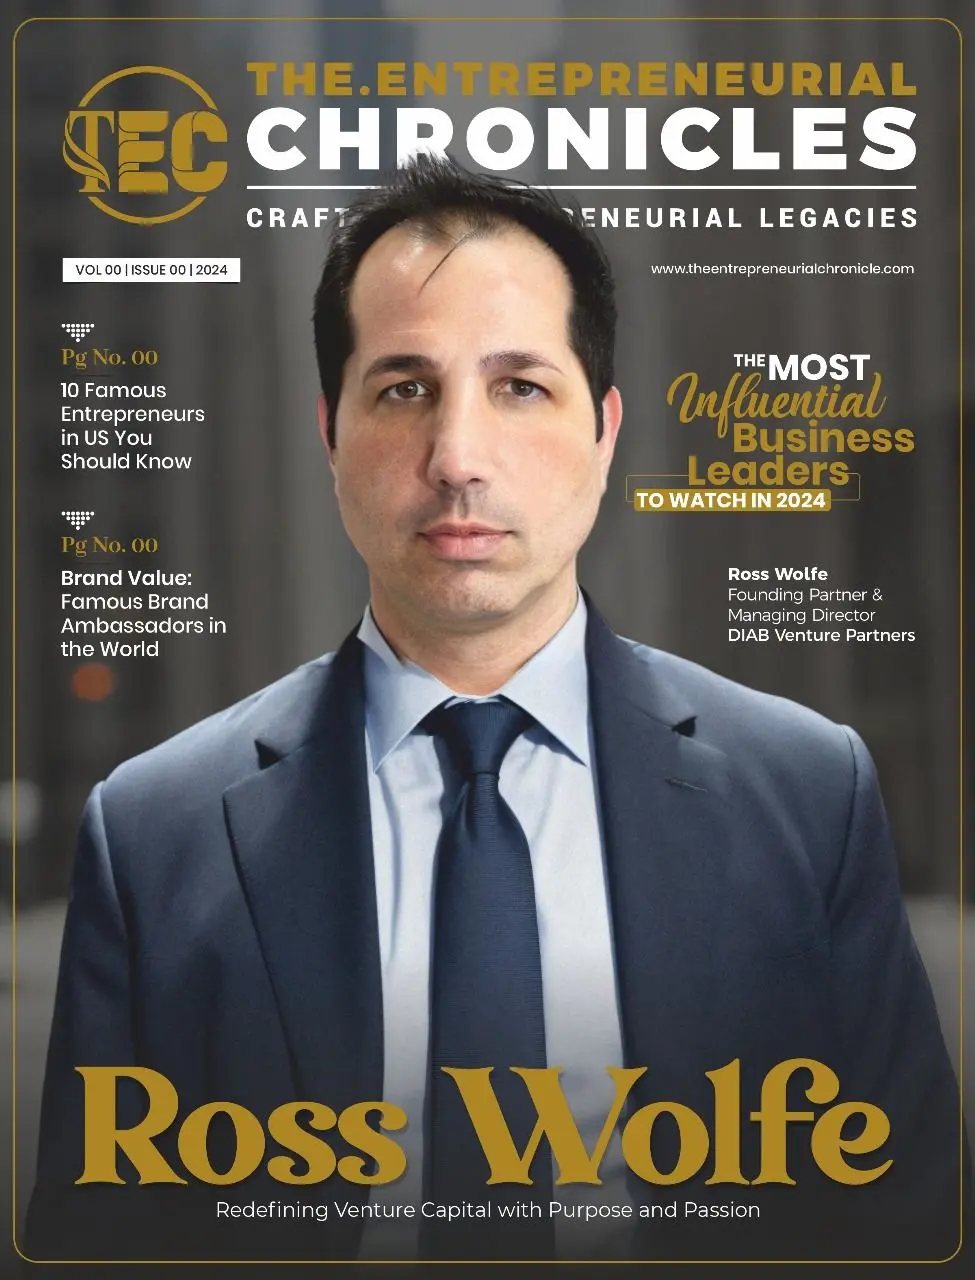 TEC
THE.ENTREPRENEURIAL
CHRONICLES
CRAFT ENEURIAL LEGACIES
VOL 00 | ISSUE 00 | 2024
www.theentrepreneurialchronicle.com
Pg No. 00
10 Famous
Entrepreneurs
in US You
Should Know
Pg No. 00
Brand Value:
Famous Brand
Ambassadors in
the World
THE MOST
Influential
Business
Leaders
TO WATCH IN 2024
Ross Wolfe
Founding Partner &
Managing Director
DIAB Venture Partners
Ross Wolfe
Redefining Venture Capital with Purpose and Passion